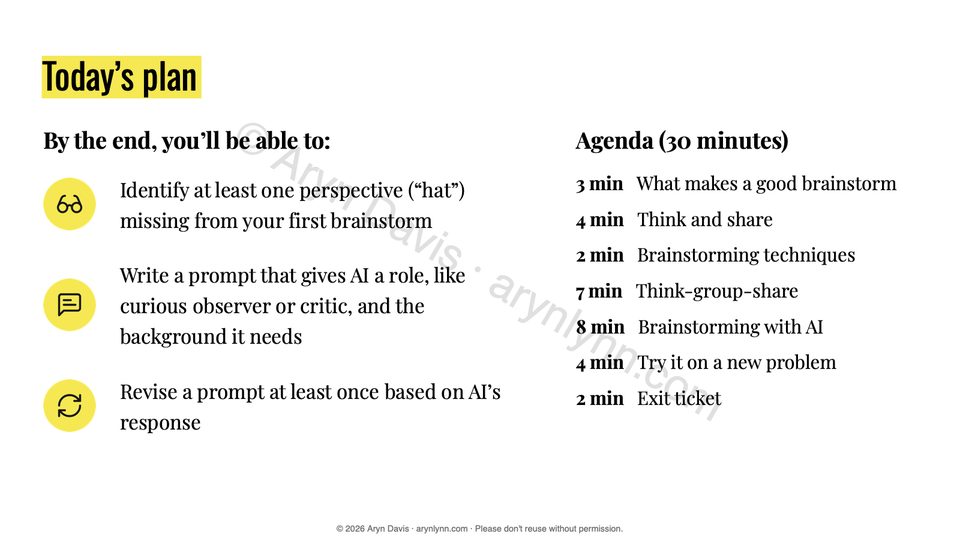 Today’s plan
By the end, you’ll be able to:
Identify at least one perspective (“hat”)
missing from your first brainstorm
Write a prompt that gives AI a role, like
curious observer or critic, and the
background it needs
Revise a prompt at least once based on AI’s
response
Agenda (30 minutes)
3 min What makes a good brainstorm
4 min Think and share
2 min Brainstorming techniques
7 min Think-group-share
8 min Brainstorming with AI
4 min Try it on a new problem
2 min Exit ticket
© Aryn Davis · arynlynn.com
© 2026 Aryn Davis · arynlynn.com · Please don't reuse without permission.